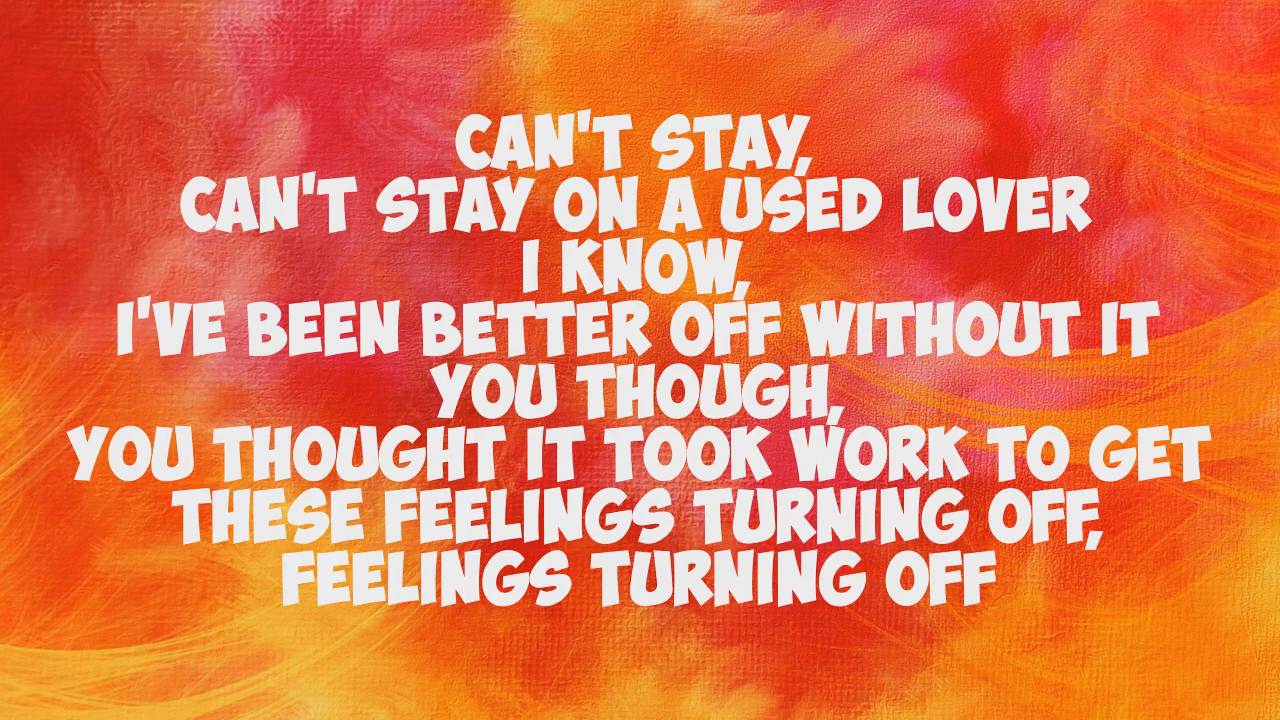 CAN'T STAY,
CAN'T STAY ON A USED LOVER
I KNOW,
I'VE BEEN BETTER OFF WITHOUT IT
YOU THOUGH,
YOU THOUGHT IT TOOK WORK TO GET
THESE FEELINGS TURNING OFF,
FEELINGS TURNING OFF